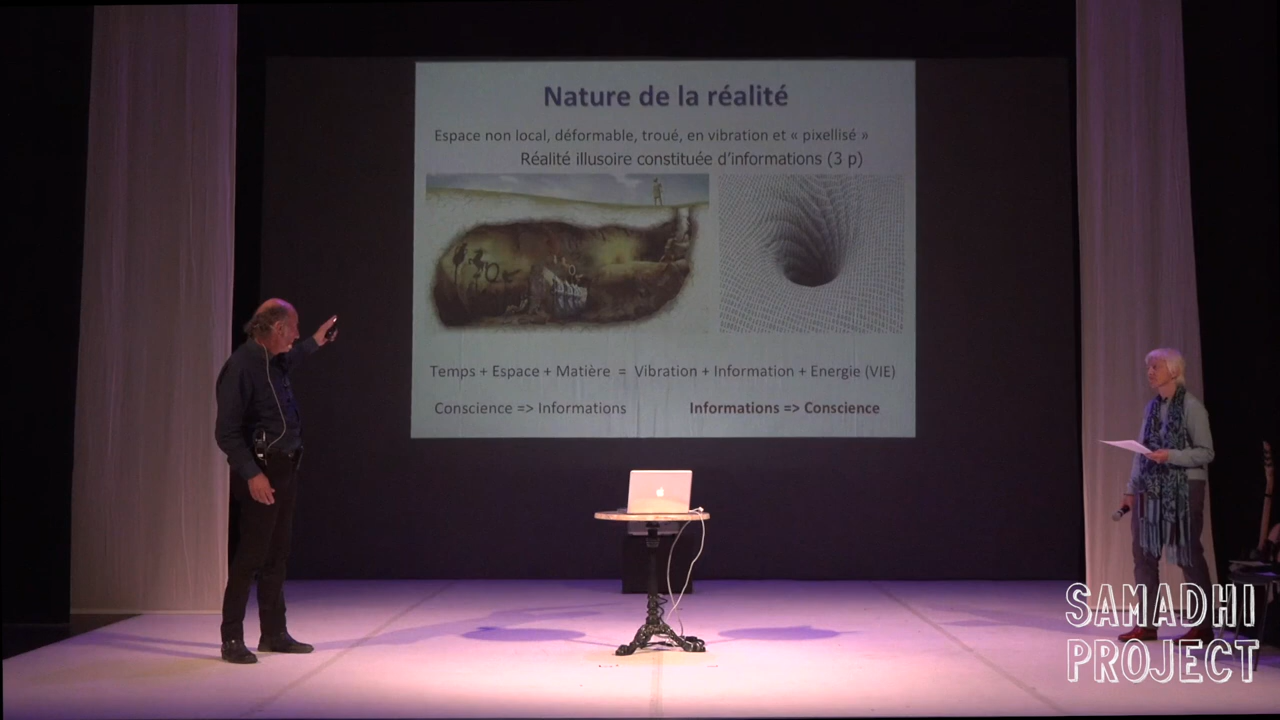 Nature de la réalité
Espace non local, déformable, troué, en vibration et « pixellisé »
Réalité illusoire constituée d'informations (3 p)
Temps + Espace + Matière = Vibration + Information + Energie (VIE)
Conscience => Informations Informations => Conscience
SAMADHI
PROJECT